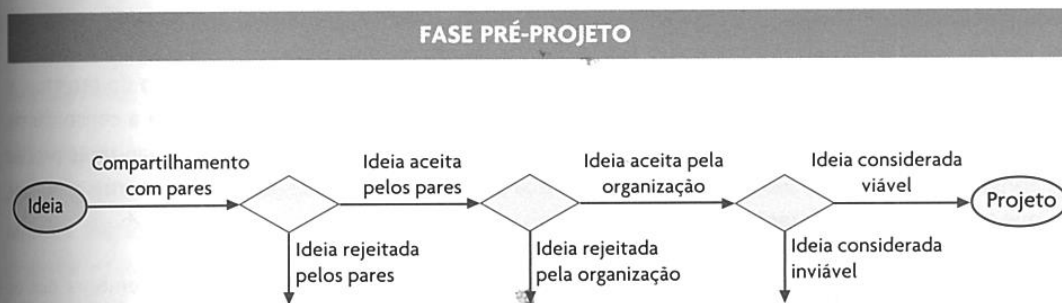 FASE PRÉ-PROJETO
Compartilhamento
com pares
Ideia aceita
pelos pares
Ideia aceita pela
organização
Ideia considerada
viável
Ideia
Projeto
Ideia rejeitada
pelos pares
Ideia rejeitada
pela organização
Ideia considerada
inviável